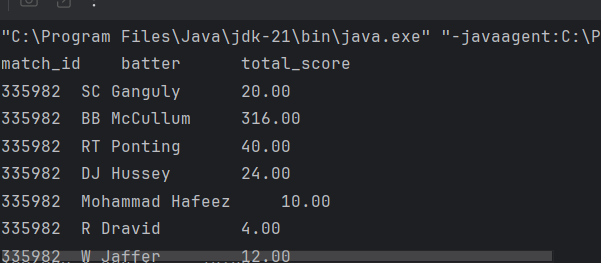 "C:\Program Files\Java\jdk-21\bin\java.exe" "-javaagent:C:\P
match_id batter total_score
335982 SC Ganguly 20.00
335982 BB McCullum 316.00
335982 RT Ponting 40.00
335982 DJ Hussey 24.00
335982 Mohammad Hafeez 10.00
335982 R Dravid 4.00
335982 W Jaffer 12.00